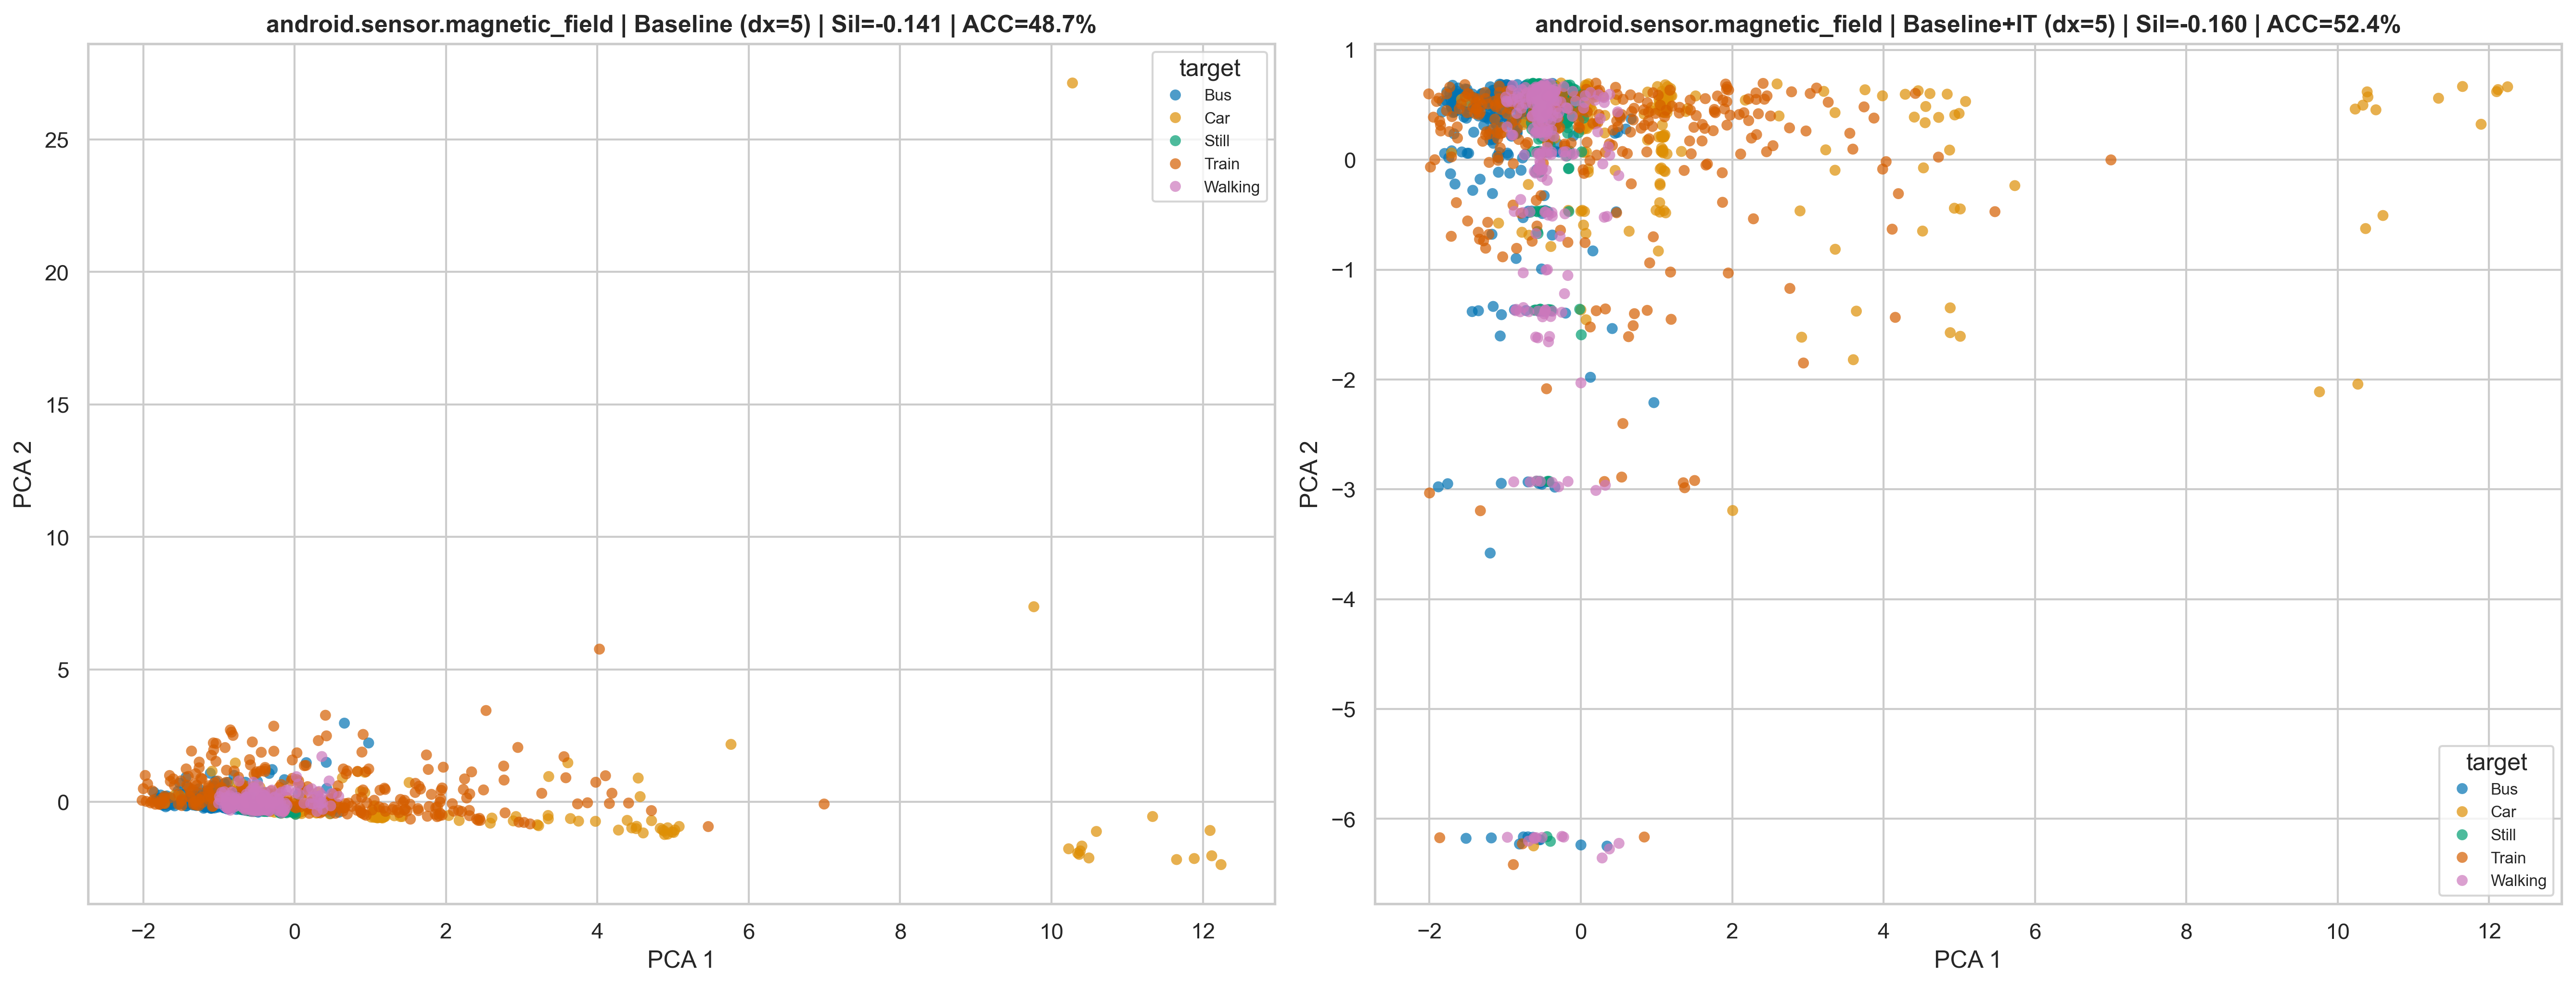 android.sensor.magnetic_field | Baseline (dx=5) | Sil=-0.141 | ACC=48.7%
target
Bus
Car
Still
Train
Walking
25
20
15
10
5
0
PCA 2
−2
0
2
4
6
8
10
12
PCA 1
android.sensor.magnetic_field | Baseline+IT (dx=5) | Sil=-0.160 | ACC=52.4%
1
0
−1
−2
−3
−4
−5
−6
PCA 2
target
Bus
Car
Still
Train
Walking
−2
0
2
4
6
8
10
12
PCA 1